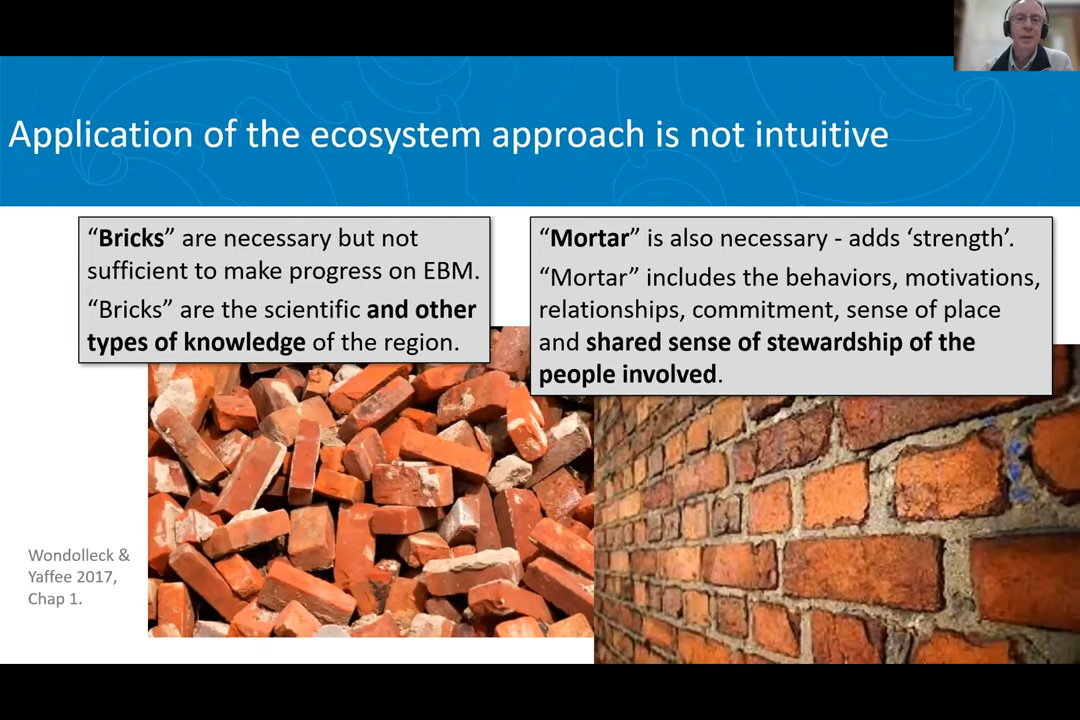 Application of the ecosystem approach is not intuitive
“Bricks” are necessary but not
sufficient to make progress on EBM.
“Bricks” are the scientific and other
types of knowledge of the region.
“Mortar” is also necessary - adds ‘strength’.
“Mortar” includes the behaviors, motivations,
relationships, commitment, sense of place
and shared sense of stewardship of the
people involved.
Wondolleck &
Yaffee 2017,
Chap 1.